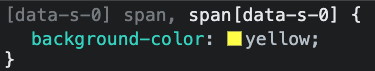 [data-s-0] span, span[data-s-0] {
background-color: yellow;
}